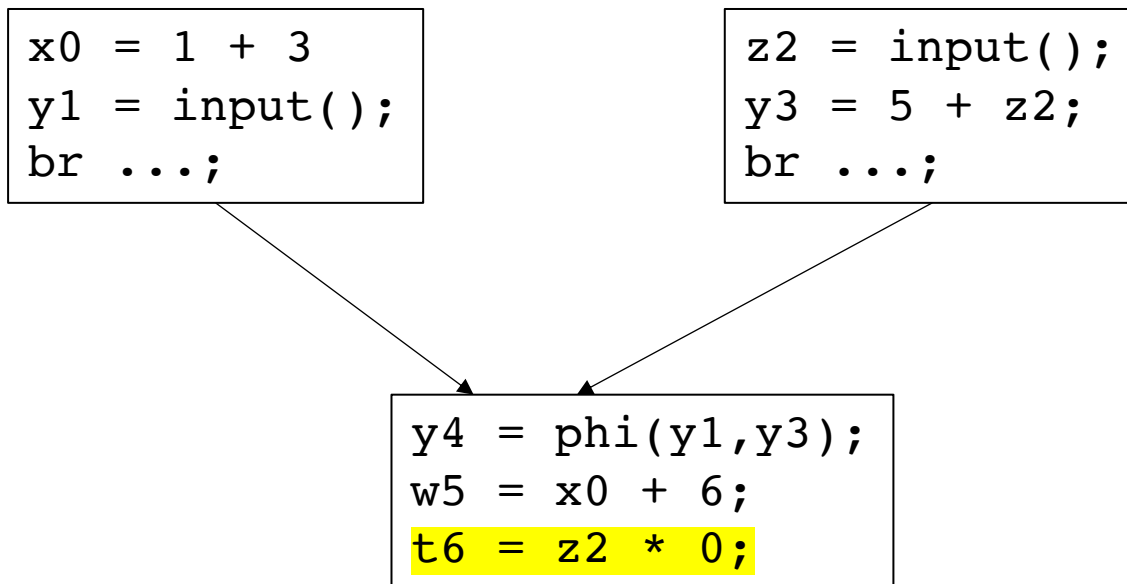 x0 = 1 + 3
y1 = input();
br ...;
z2 = input();
y3 = 5 + z2;
br ...;
y4 = phi(y1,y3);
w5 = x0 + 6;
t6 = z2 * 0;